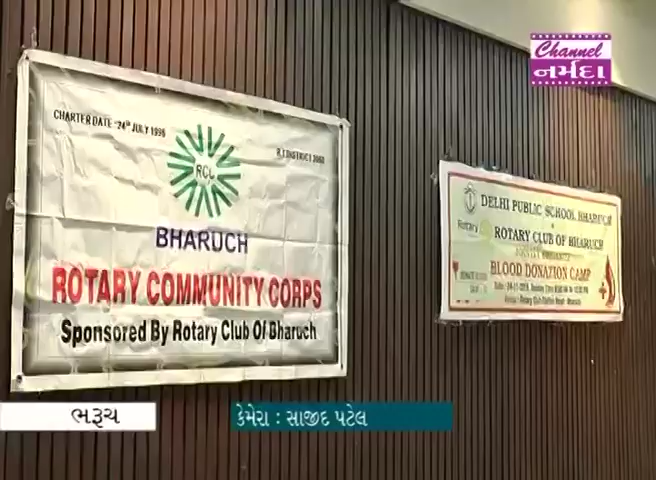 Channel
નર્મદા
CHARTER DATE "24th JULY 1996
R.I DISTRICT 3060
RCC
BHARUCH
ROTARY COMMUNITY CORPS
Sponsored By Rotary Club Of Bharuch
DELHI PUBLIC SCHOOL BHARUCH
Rotary
ROTARY CLUB OF BHARUCH
BLOOD DONATION CAMP
ભરૂચ
કેમેરા : સાજીદ પટેલ